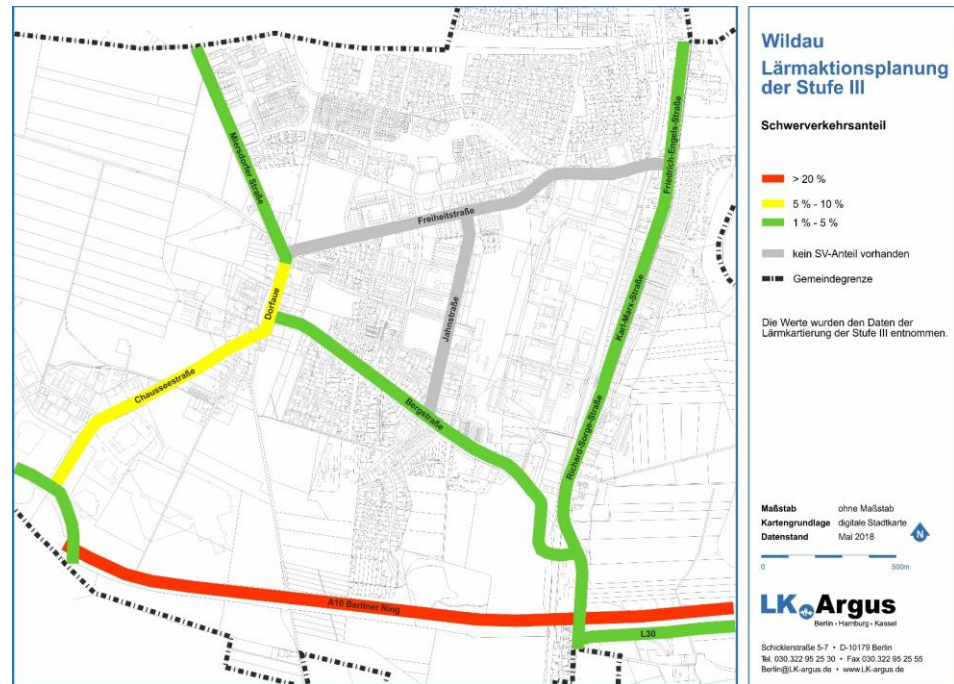 Miersdorfer Straße
Freiheitstraße
Friedrich-Engels-Straße
Dorfaue
Jahnstraße
Karl-Marx-Straße
Chausseestraße
Bergstraße
Richard-Sorge-Straße
A10 Berliner Ring
L30
Wildau
Lärmaktionsplanung
der Stufe III
Schwerverkehrsanteil
> 20 %
5 % - 10 %
1 % - 5 %
kein SV-Anteil vorhanden
Gemeindegrenze
Die Werte wurden den Daten der
Lärmkartierung der Stufe III entnommen.
Maßstab ohne Maßstab
Kartengrundlage digitale Stadtkarte
Datenstand Mai 2018
N
0 500m
LK Argus
Berlin • Hamburg • Kassel
Schicklerstraße 5-7 • D-10179 Berlin
Tel. 030.322 95 25 30 • Fax 030.322 95 25 55
Berlin@LK-argus.de • www.LK-argus.de